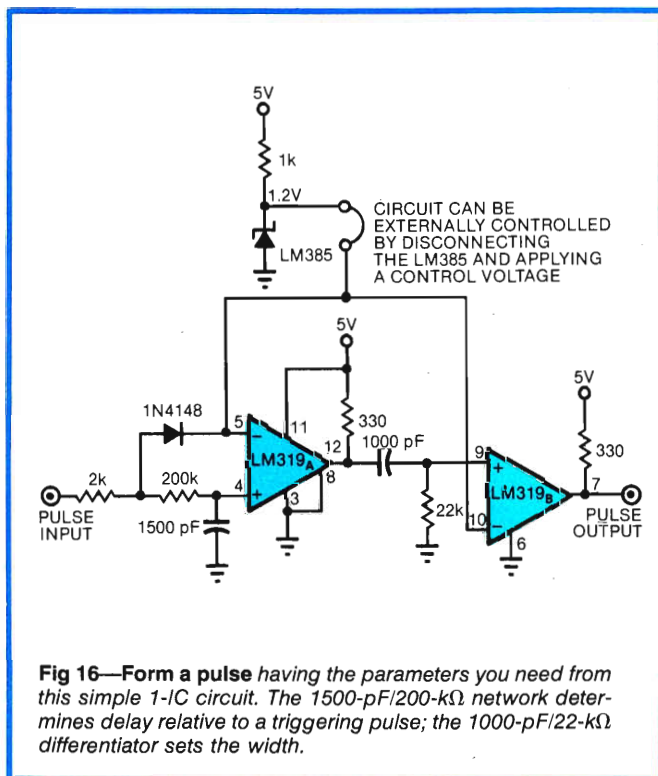 5V
1k
1.2V
LM385
CIRCUIT CAN BE
EXTERNALLY CONTROLLED
BY DISCONNECTING
THE LM385 AND APPLYING
A CONTROL VOLTAGE
5V
5V
1N4148
5
11
330
330
12
1000 pF
9
LM319A
8
2k
200k
4
3
22k
LM319B
7
10
6
PULSE
INPUT
1500 pF
PULSE
OUTPUT
Fig 16—Form a pulse having the parameters you need from
this simple 1-IC circuit. The 1500-pF/200-kΩ network deter-
mines delay relative to a triggering pulse; the 1000-pF/22-kΩ
differentiator sets the width.